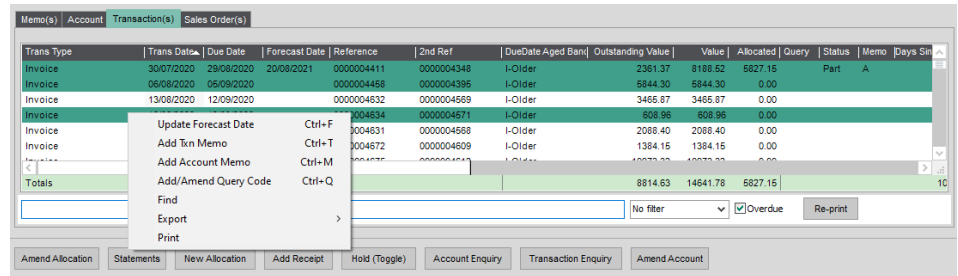 Memo(s) Account Transaction(s) Sales Order(s)
Trans Type Trans Date Due Date Forecast Date Reference 2nd Ref DueDate Aged Band Outstanding Value Value Allocated Query Status Memo Days Sin
Invoice 30/07/2020 29/08/2020 20/08/2021 0000004411 0000004348 I-Older 2361.37 8188.52 5827.15 Part A
Invoice 06/08/2020 05/09/2020 0000004458 0000004395 I-Older 5844.30 5844.30 0.00
Invoice 13/08/2020 12/09/2020 0000004632 0000004569 I-Older 3465.87 3465.87 0.00
Invoice 0004634 0000004571 I-Older 608.96 608.96 0.00
Invoice 0004631 0000004568 I-Older 2088.40 2088.40 0.00
Invoice 0004672 0000004609 I-Older 1384.15 1384.15 0.00
Totals 8814.63 14641.78 5827.15 10
Update Forecast Date Ctrl+F
Add Txn Memo Ctrl+T
Add Account Memo Ctrl+M
Add/Amend Query Code Ctrl+Q
Find
Export
Print
No filter Overdue Re-print
Amend Allocation Statements New Allocation Add Receipt Hold (Toggle) Account Enquiry Transaction Enquiry Amend Account